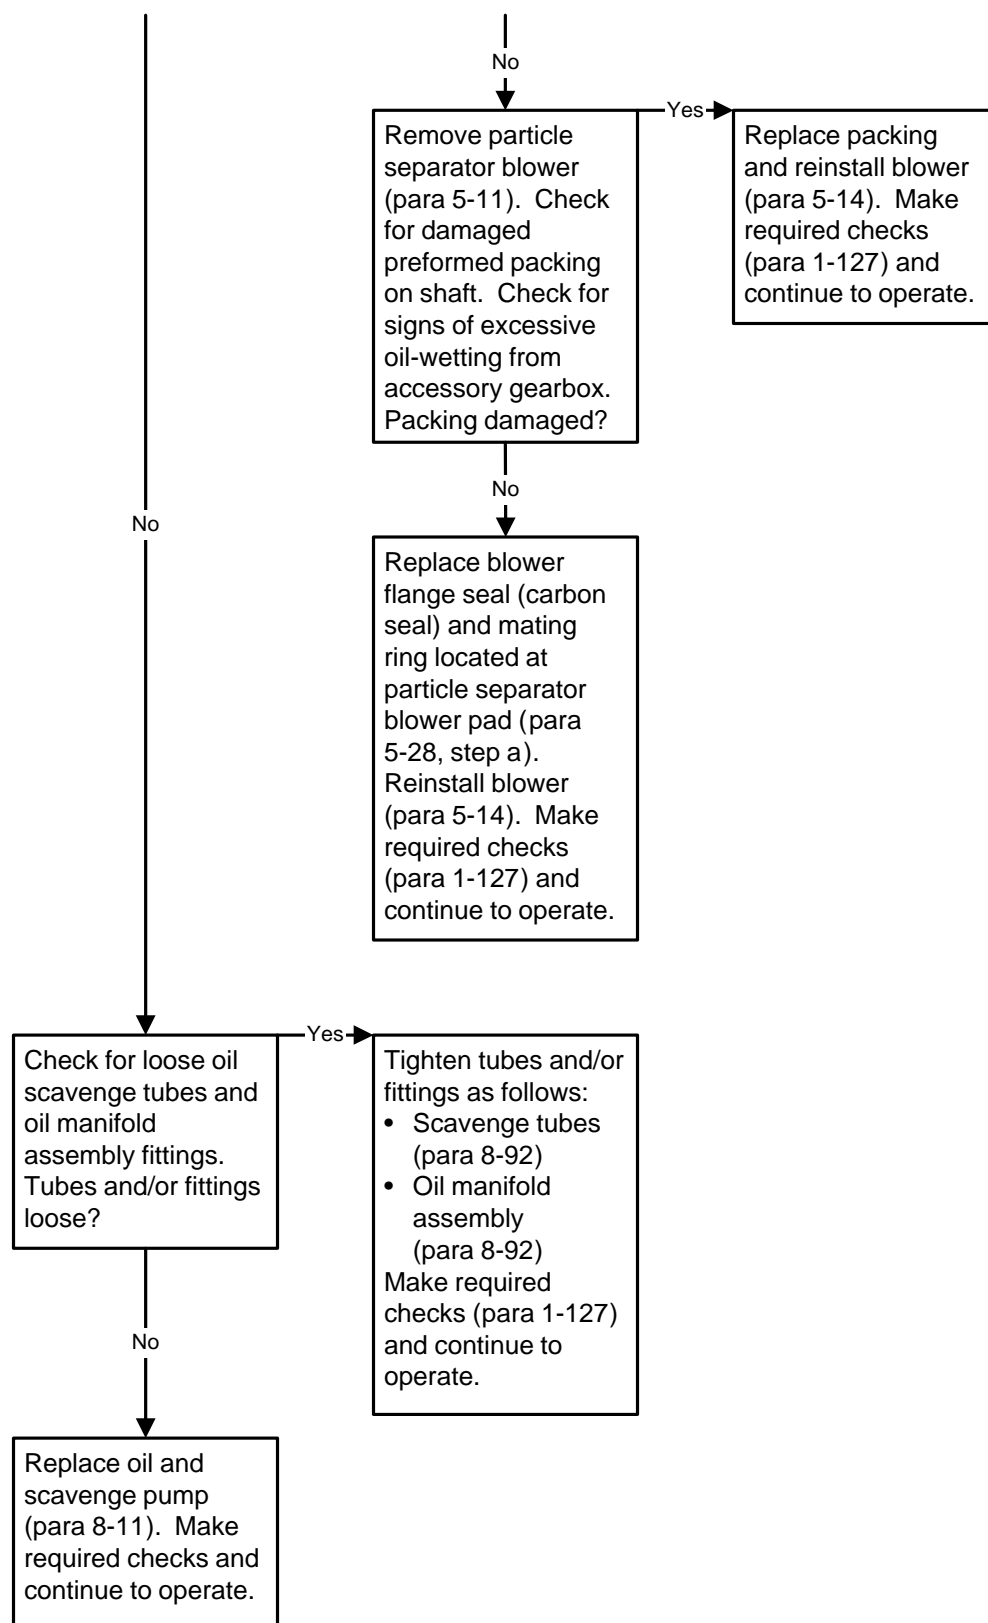 No
Remove particle
separator blower
(para 5-11).  Check
for damaged
preformed packing
on shaft.  Check for
signs of excessive
oil-wetting from
accessory gearbox.
Packing damaged?
Yes
Replace packing
and reinstall blower
(para 5-14).  Make
required checks
(para 1-127) and
continue to operate.
No
Replace blower
flange seal (carbon
seal) and mating
ring located at
particle separator
blower pad (para
5-28, step a).
Reinstall blower
(para 5-14).  Make
required checks
(para 1-127) and
continue to operate.
No
Check for loose oil
scavenge tubes and
oil manifold
assembly fittings.
Tubes and/or fittings
loose?
Yes
Tighten tubes and/or
fittings as follows:
• Scavenge tubes
(para 8-92)
• Oil manifold
assembly
(para 8-92)
Make required
checks (para 1-127)
and continue to
operate.
No
Replace oil and
scavenge pump
(para 8-11).  Make
required checks and
continue to operate.